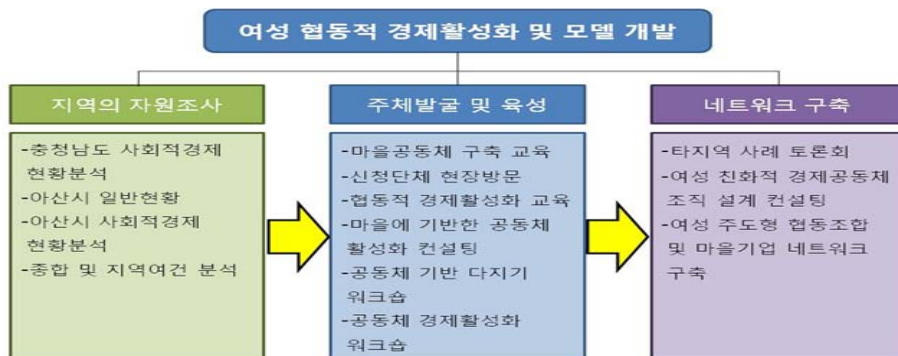 여성 협동적 경제활성화 및 모델 개발
지역의 자원조사
-충청남도 사회적경제
현황분석
-아산시 일반현황
-아산시 사회적경제
현황분석
-종합 및 지역여건 분석
주체발굴 및 육성
-마을공동체 구축 교육
-신청단체 현장방문
-협동적 경제활성화 교육
-마을에 기반한 공동체
활성화 컨설팅
-공동체 기반 다지기
워크숍
-공동체 경제활성화
워크숍
네트워크 구축
-타지역 사례 토론회
-여성 친화적 경제공동체
조직 설계 컨설팅
-여성 주도형 협동조합
및 마을기업 네트워크
구축